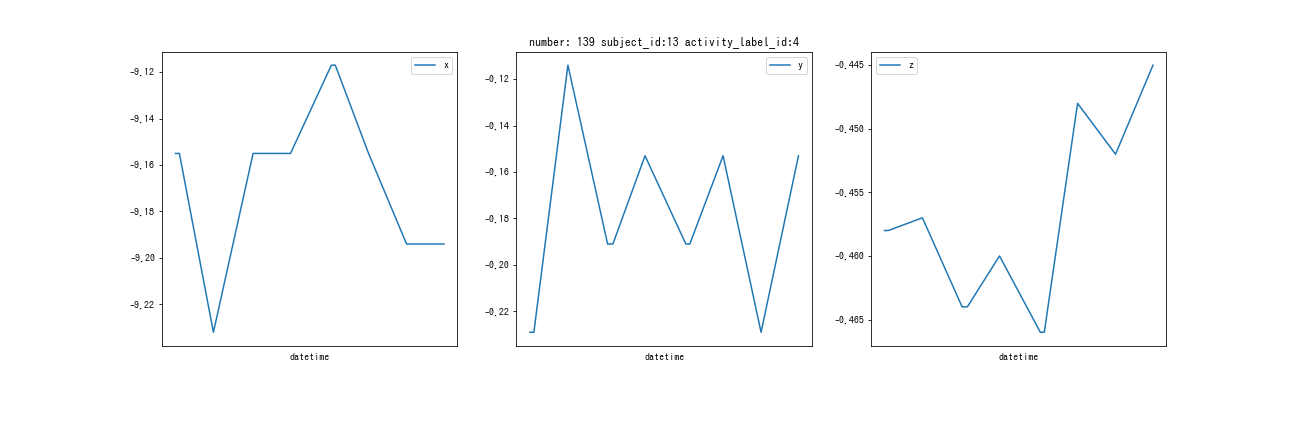 number: 139 subject_id:13 activity_label_id:4
x
-9.12
-9.14
-9.16
-9.18
-9.20
-9.22
datetime
y
-0.12
-0.14
-0.16
-0.18
-0.20
-0.22
datetime
z
-0.445
-0.450
-0.455
-0.460
-0.465
datetime